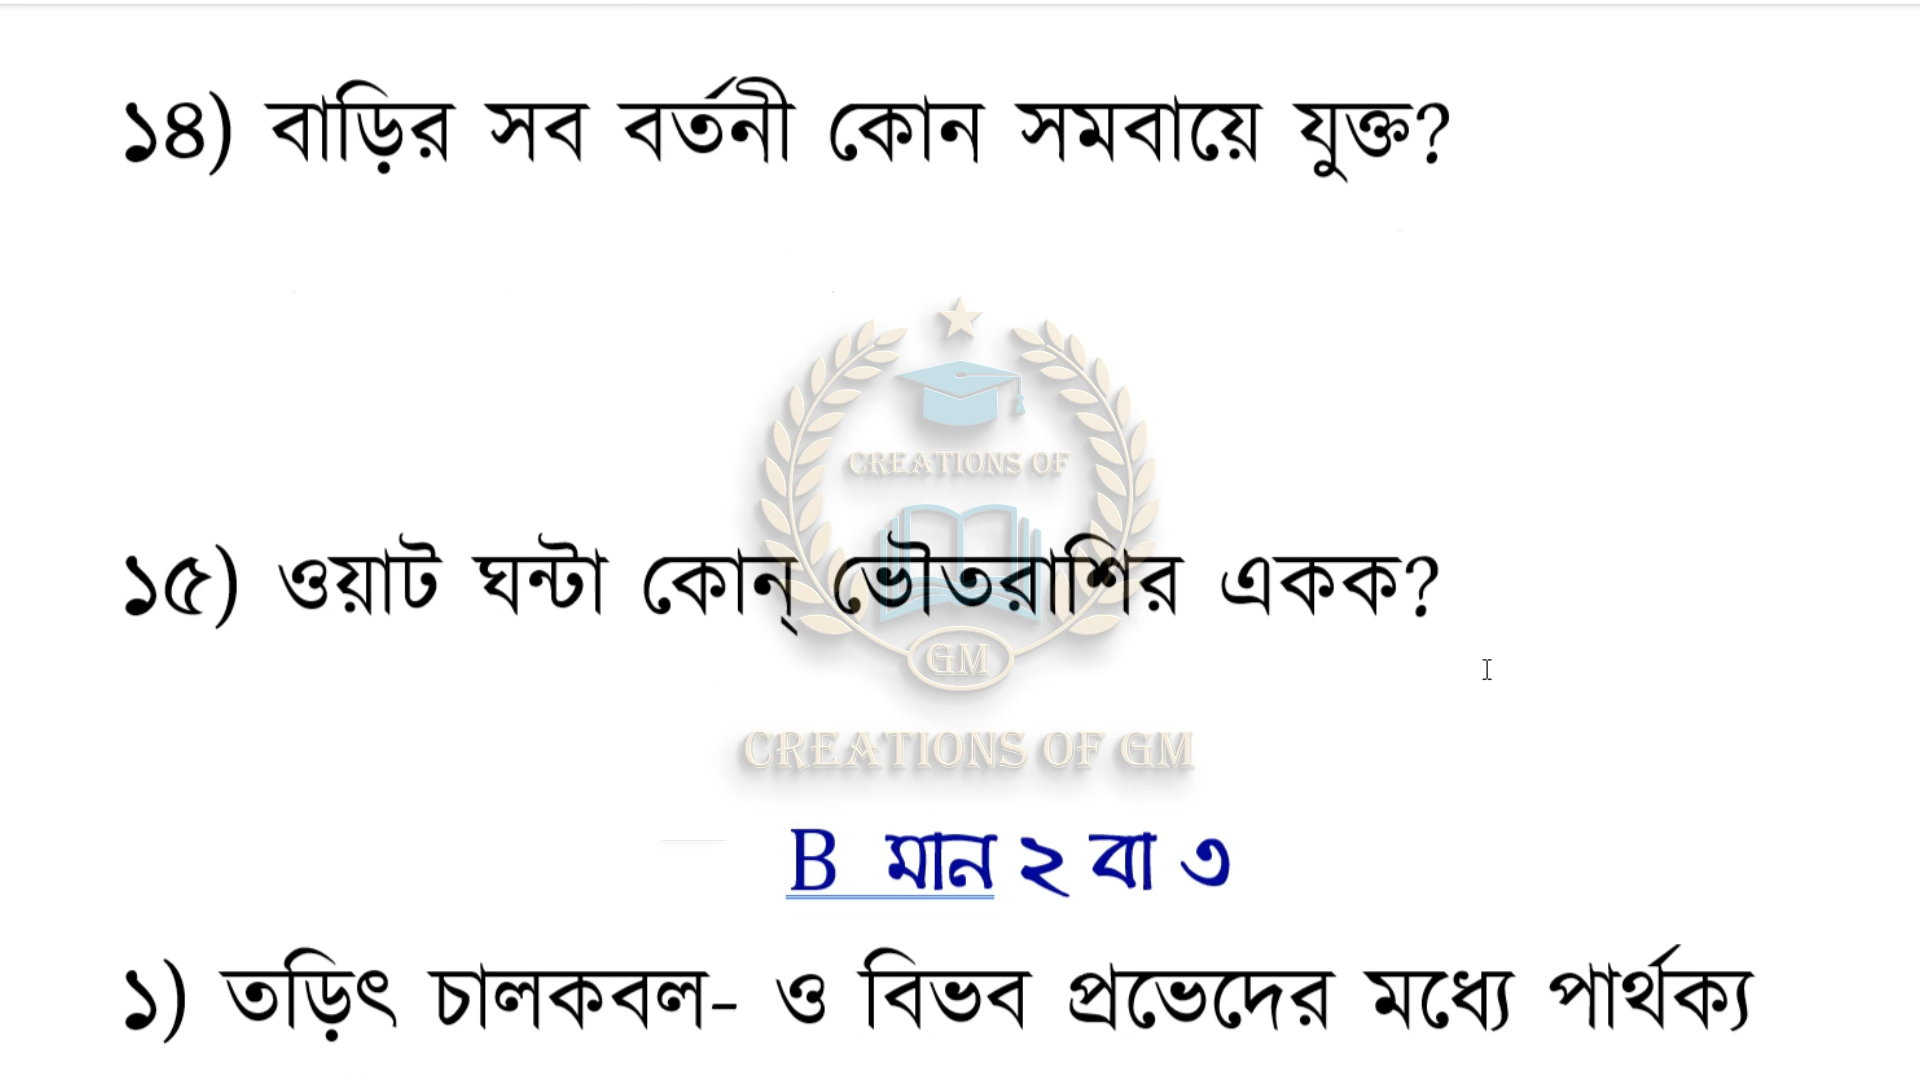 ১৪) বাড়ির সব বর্তনী কোন সমবায়ে যুক্ত?
CREATIONS OF
১৫) ওয়াট ঘন্টা কোন্ ভৌতরাশির একক?
GM
CREATIONS OF GM
B মান ২ বা ৩
১) তড়িৎ চালকবল- ও বিভব প্রভেদের মধ্যে পার্থক্য